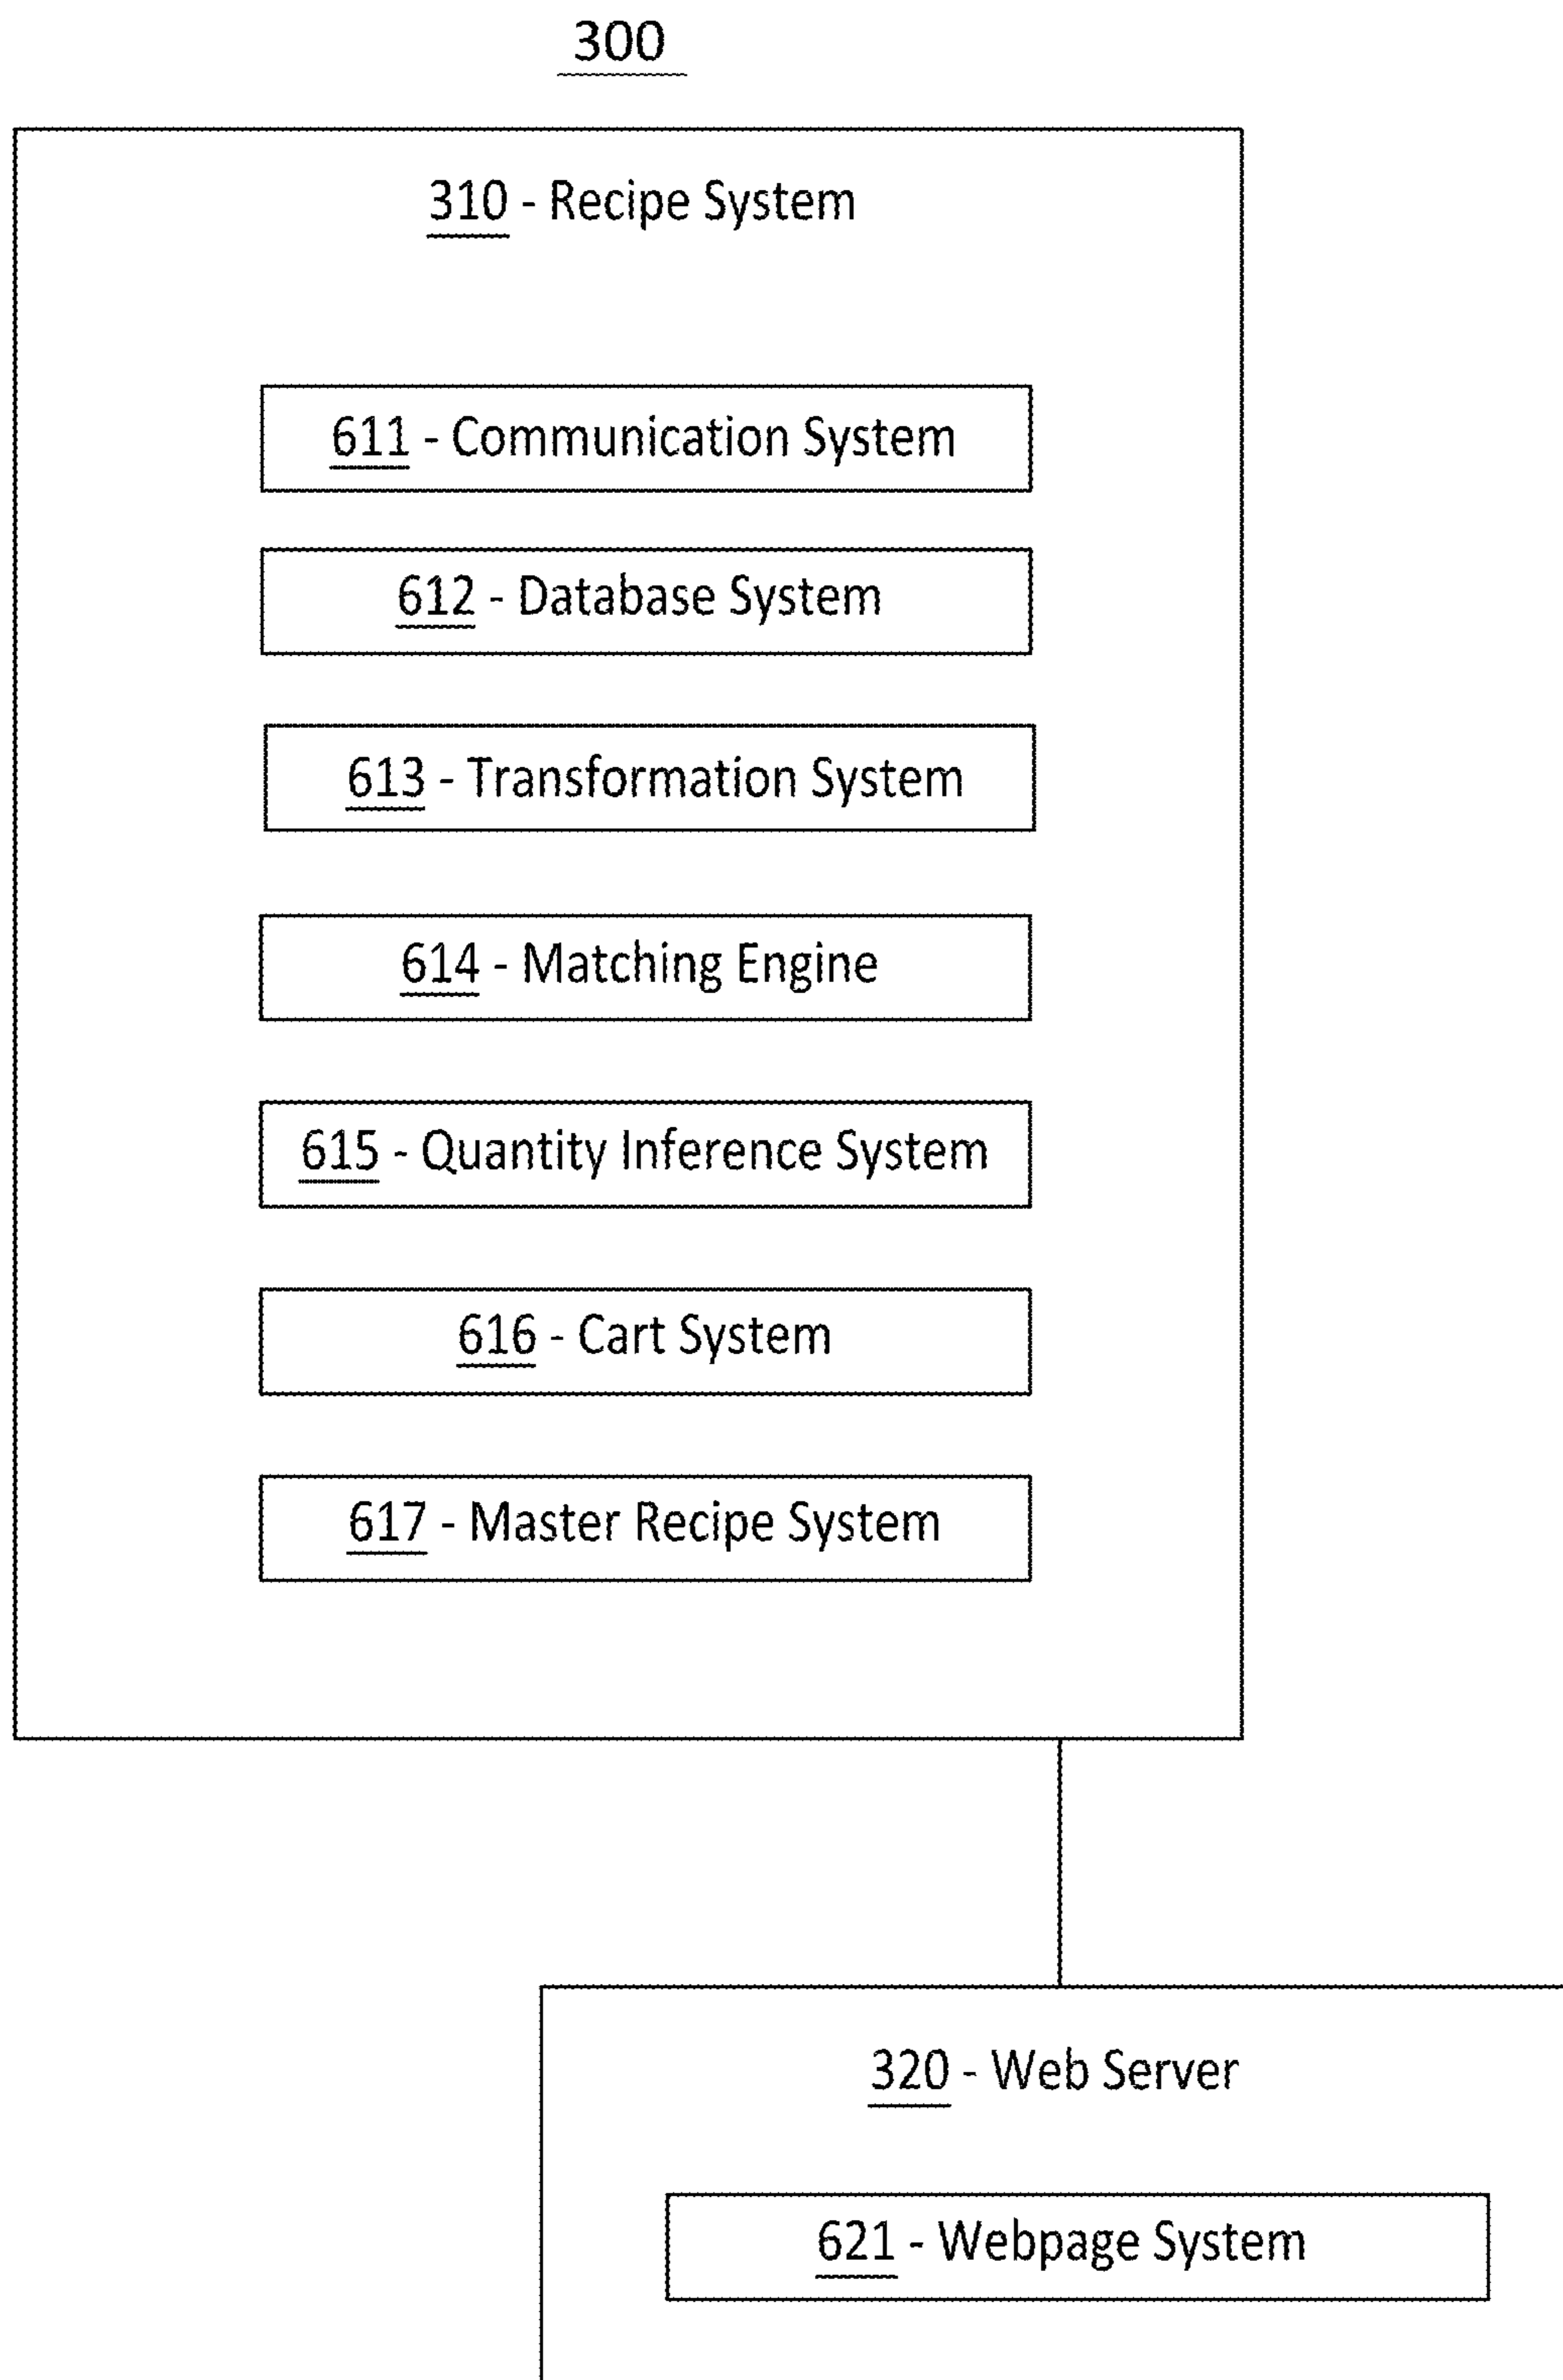 300
310 - Recipe System
611 - Communication System
612 - Database System
613 - Transformation System
614 - Matching Engine
615 - Quantity Inference System
616 - Cart System
617 - Master Recipe System
320 - Web Server
621 - Webpage System